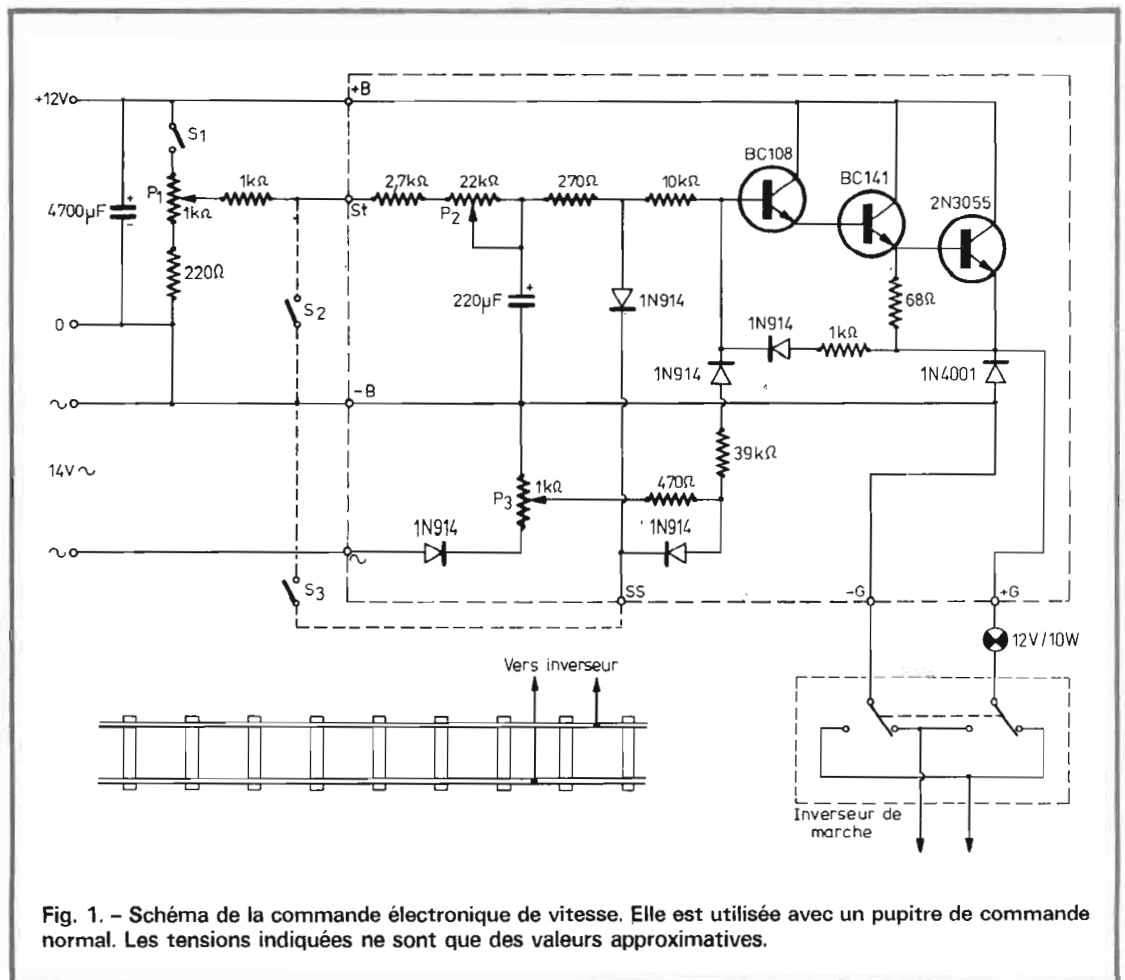 +12V
+B
S1
BC108
BC141
2N3055
4700µF
+
-
P1
1kΩ
1kΩ
St
2,7kΩ
22kΩ
P2
270Ω
10kΩ
220Ω
S2
220µF
+
1N914
68Ω
1N914
1kΩ
0
1N914
1N4001
∼
-B
39kΩ
14V∼
P3
1kΩ
470Ω
1N914
1N914
∼
∼
S3
SS
-G
+G
12V/10W
Vers inverseur
Inverseur de
marche
Fig. 1. – Schéma de la commande électronique de vitesse. Elle est utilisée avec un pupitre de commande
normal. Les tensions indiquées ne sont que des valeurs approximatives.